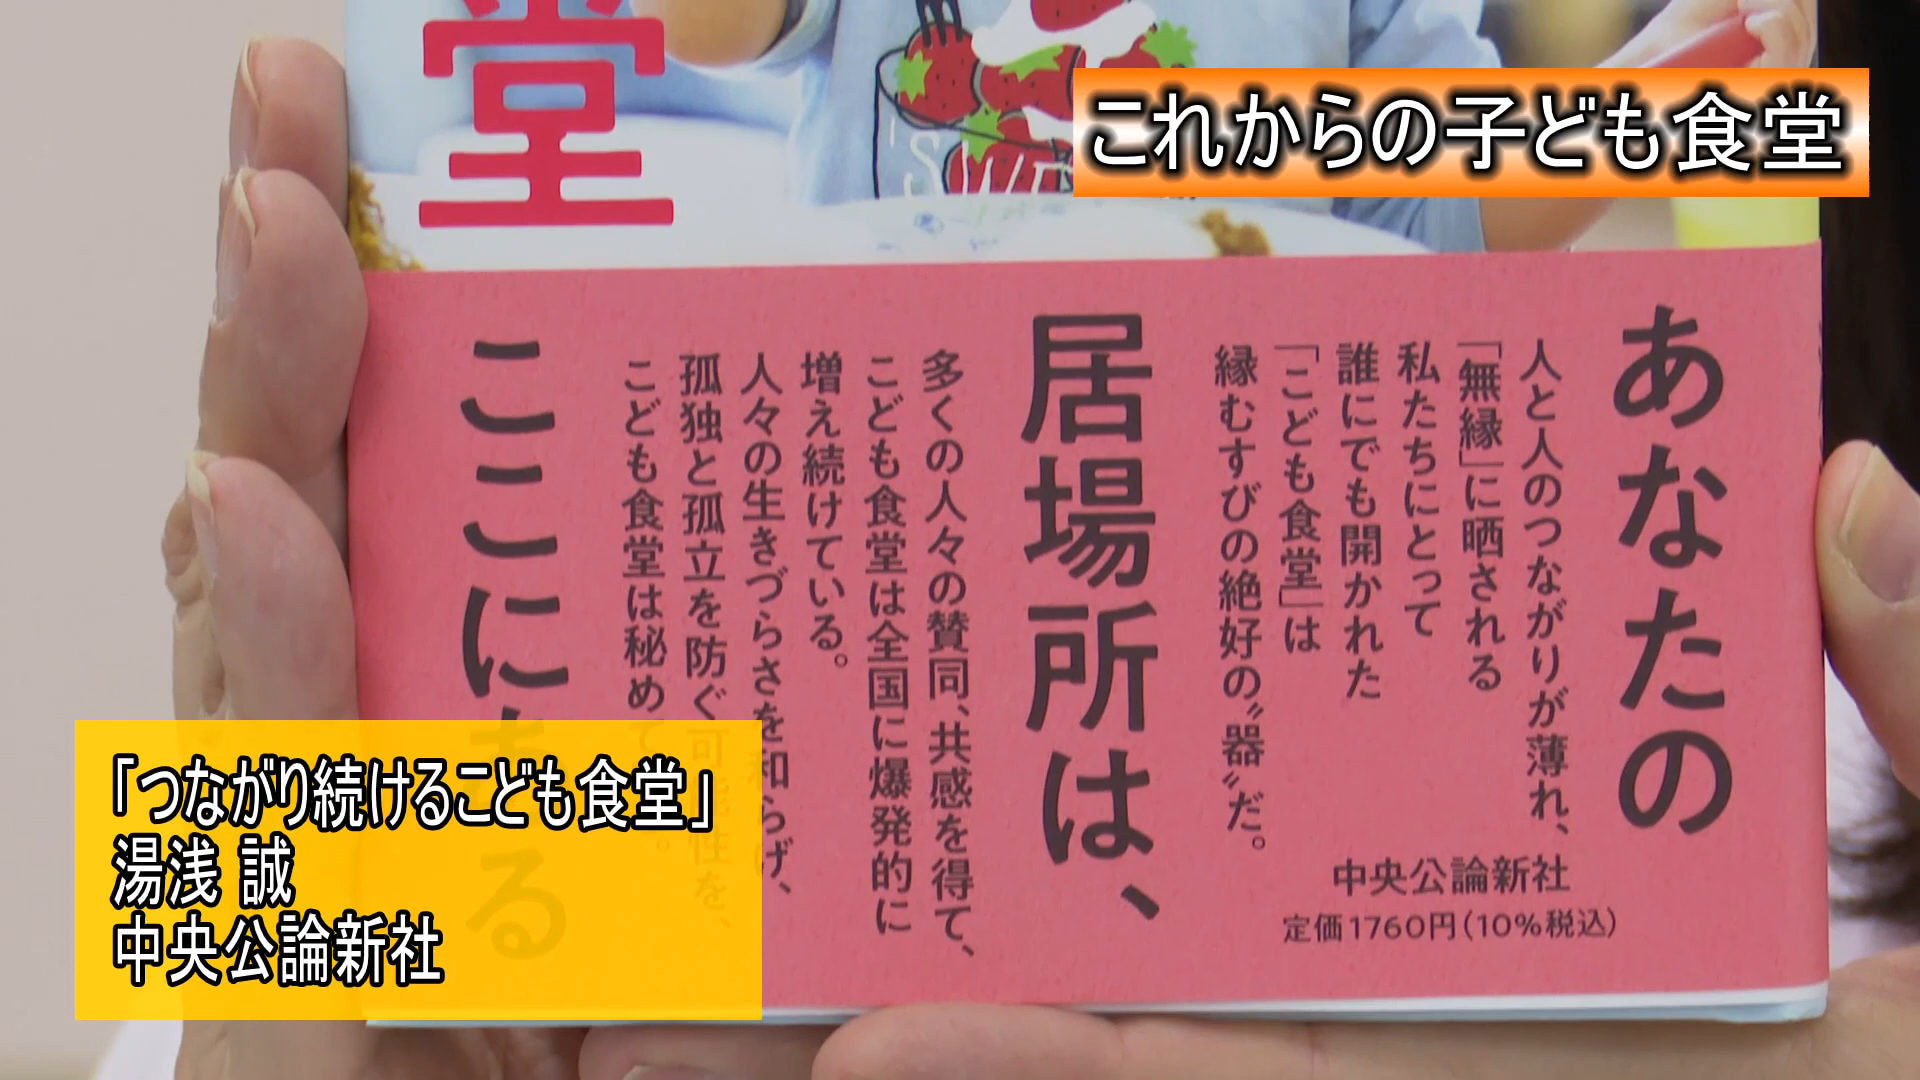 堂
SWE
これからの子ども食堂
あなたの
人と人のつながりが薄れ、
「無縁」に晒される
私たちにとって
誰にでも開かれた
「こども食堂」は
縁むすびの絶好の〝器〟だ。
中央公論新社
定価1760円(10%税込)
居場所は、
多くの人々の賛同、共感を得て、
こども食堂は全国に爆発的に
増え続けている。
人々の生きづらさを和らげ、
孤独と孤立を防ぐ可能性を、
こども食堂は秘めて
ここにもる
「つながり続けるこども食堂」
湯浅 誠
中央公論新社